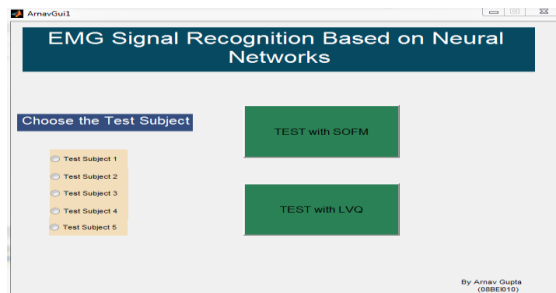 ArnavGui1
EMG Signal Recognition Based on Neural
Networks
Choose the Test Subject
Test Subject 1
Test Subject 2
Test Subject 3
Test Subject 4
Test Subject 5
TEST with SOFM
TEST with LVQ
By Arnav Gupta
(08BEI010)